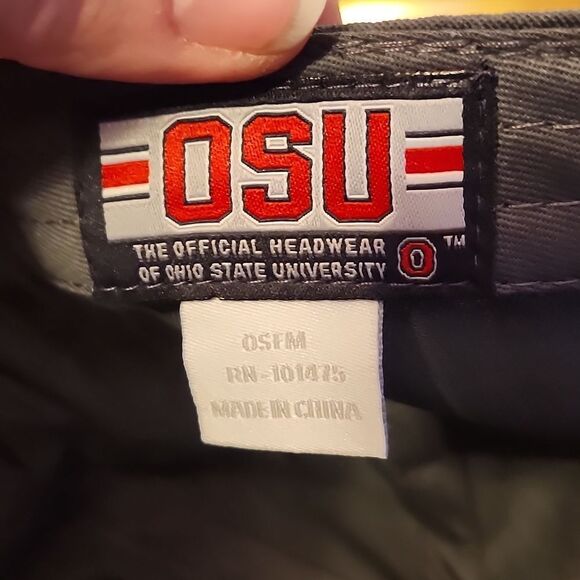 OSU
THE OFFICIAL HEADWEAR
OF OHIO STATE UNIVERSITY O ™
OSFM
RN-101475
MADE IN CHINA